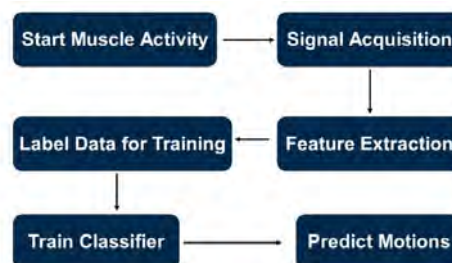 Start Muscle Activity
Signal Acquisition
Feature Extraction
Label Data for Training
Train Classifier
Predict Motions